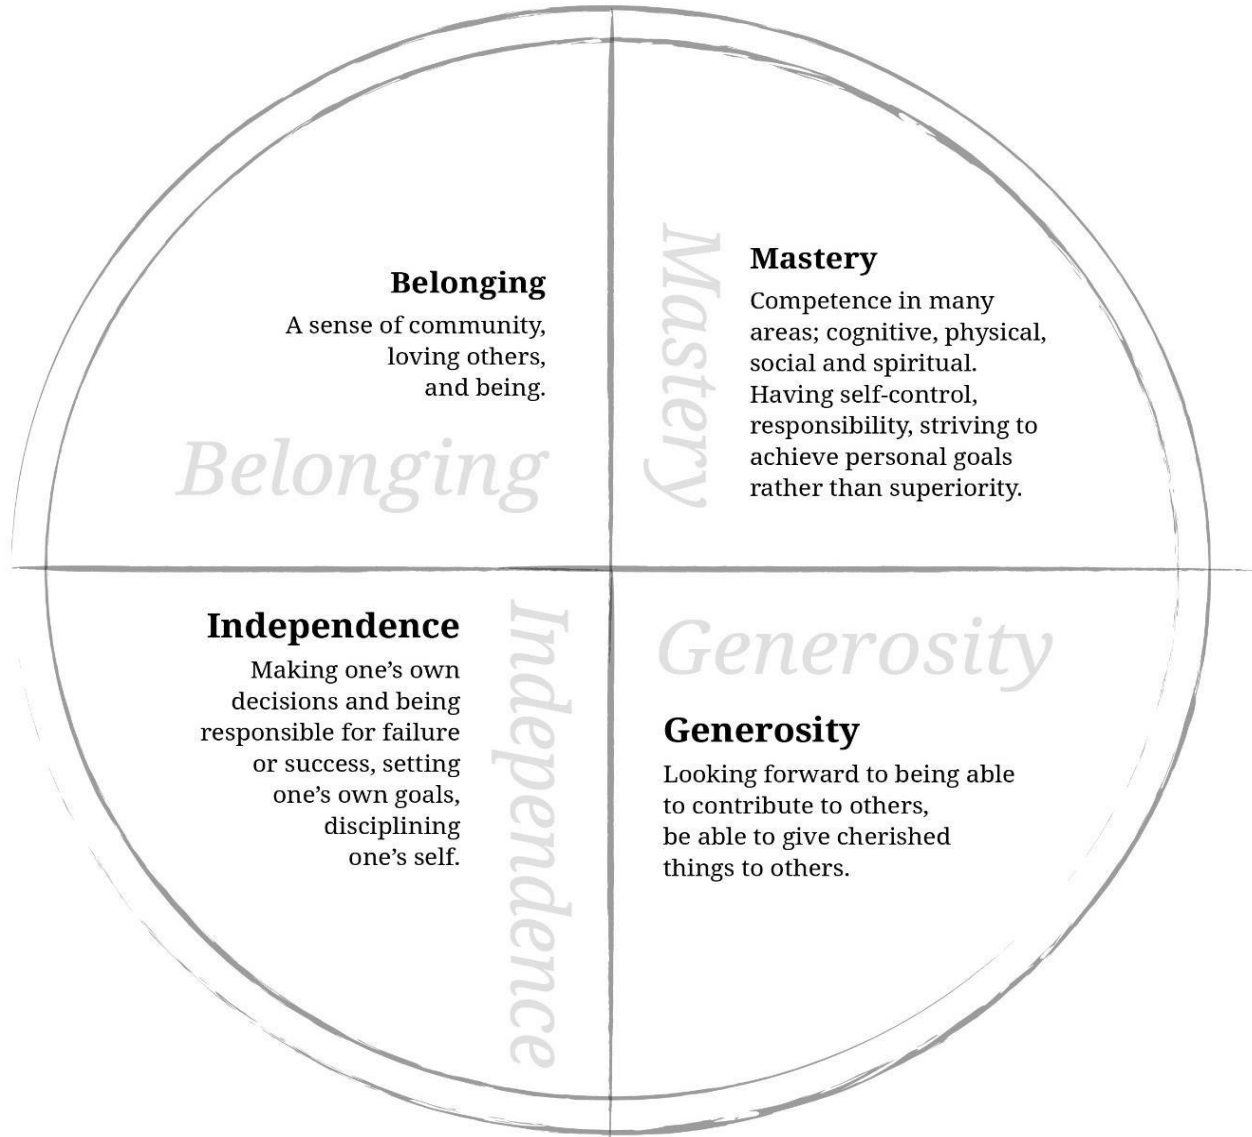 Belonging
A sense of community,
loving others,
and being.
Belonging
Mastery
Mastery
Competence in many
areas; cognitive, physical,
social and spiritual.
Having self-control,
responsibility, striving to
achieve personal goals
rather than superiority.
Independence
Making one’s own
decisions and being
responsible for failure
or success, setting
one’s own goals,
disciplining
one’s self.
Independence
Generosity
Generosity
Looking forward to being able
to contribute to others,
be able to give cherished
things to others.